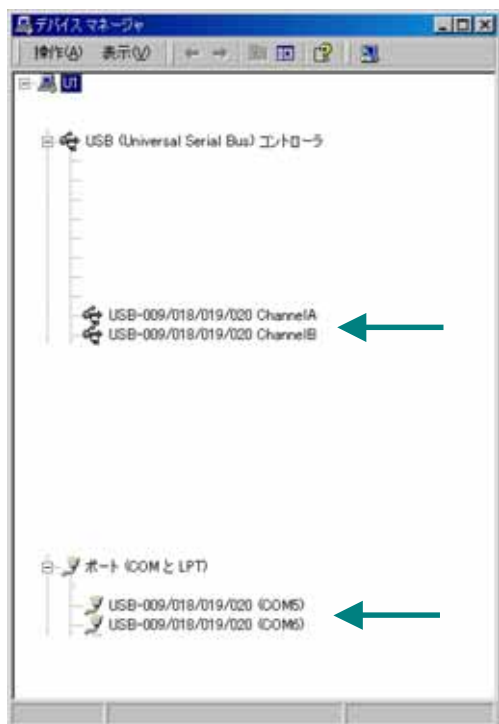 デバイス マネージャ
操作(A) 表示(V)
U1
USB (Universal Serial Bus) コントローラ
USB-009/018/019/020 ChannelA
USB-009/018/019/020 ChannelB
ポート (COM と LPT)
USB-009/018/019/020 (COM5)
USB-009/018/019/020 (COM6)